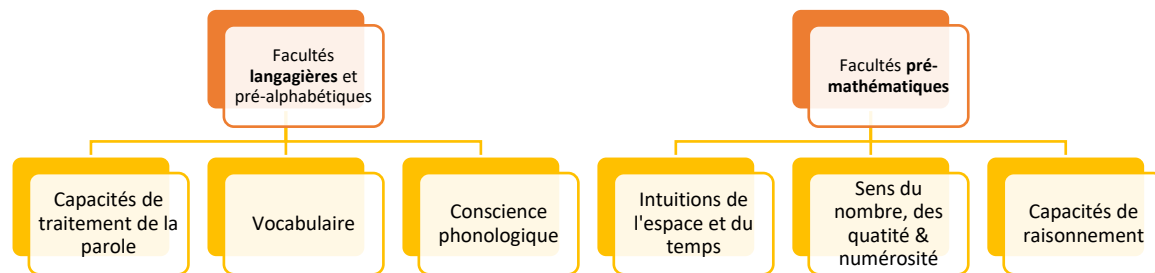 Facultés
langagières et
pré-alphabétiques
Facultés pré-
mathématiques
Capacités de
traitement de la
parole
Vocabulaire
Conscience
phonologique
Intuitions de
l'espace et du
temps
Sens du
nombre, des
quatité &
numérosité
Capacités de
raisonnement